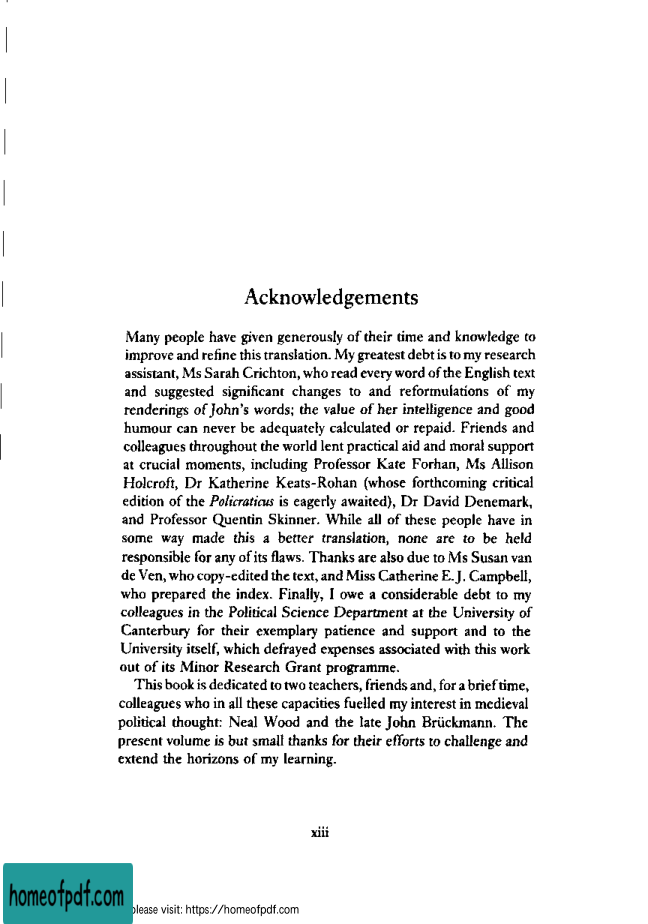 Acknowledgements
Many people have given generously of their time and knowledge to
improve and refine this translation. My greatest debt is to my research
assistant, Ms Sarah Crichton, who read every word of the English text
and suggested significant changes to and reformulations of my
renderings of John's words; the value of her intelligence and good
humour can never be adequately calculated or repaid. Friends and
colleagues throughout the world lent practical aid and moral support
at crucial moments, including Professor Kate Forhan, Ms Allison
Holcroft, Dr Katherine Keats-Rohan (whose forthcoming critical
edition of the Policraticus is eagerly awaited), Dr David Denemark,
and Professor Quentin Skinner. While all of these people have in
some way made this a better translation, none are to be held
responsible for any of its flaws. Thanks are also due to Ms Susan van
de Ven, who copy-edited the text, and Miss Catherine E.J. Campbell,
who prepared the index. Finally, I owe a considerable debt to my
colleagues in the Political Science Department at the University of
Canterbury for their exemplary patience and support and to the
University itself, which defrayed expenses associated with this work
out of its Minor Research Grant programme.
This book is dedicated to two teachers, friends and, for a brief time,
colleagues who in all these capacities fuelled my interest in medieval
political thought: Neal Wood and the late John Brückmann. The
present volume is but small thanks for their efforts to challenge and
extend the horizons of my learning.
xiii
homeofpdf.com
please visit: https://homeofpdf.com